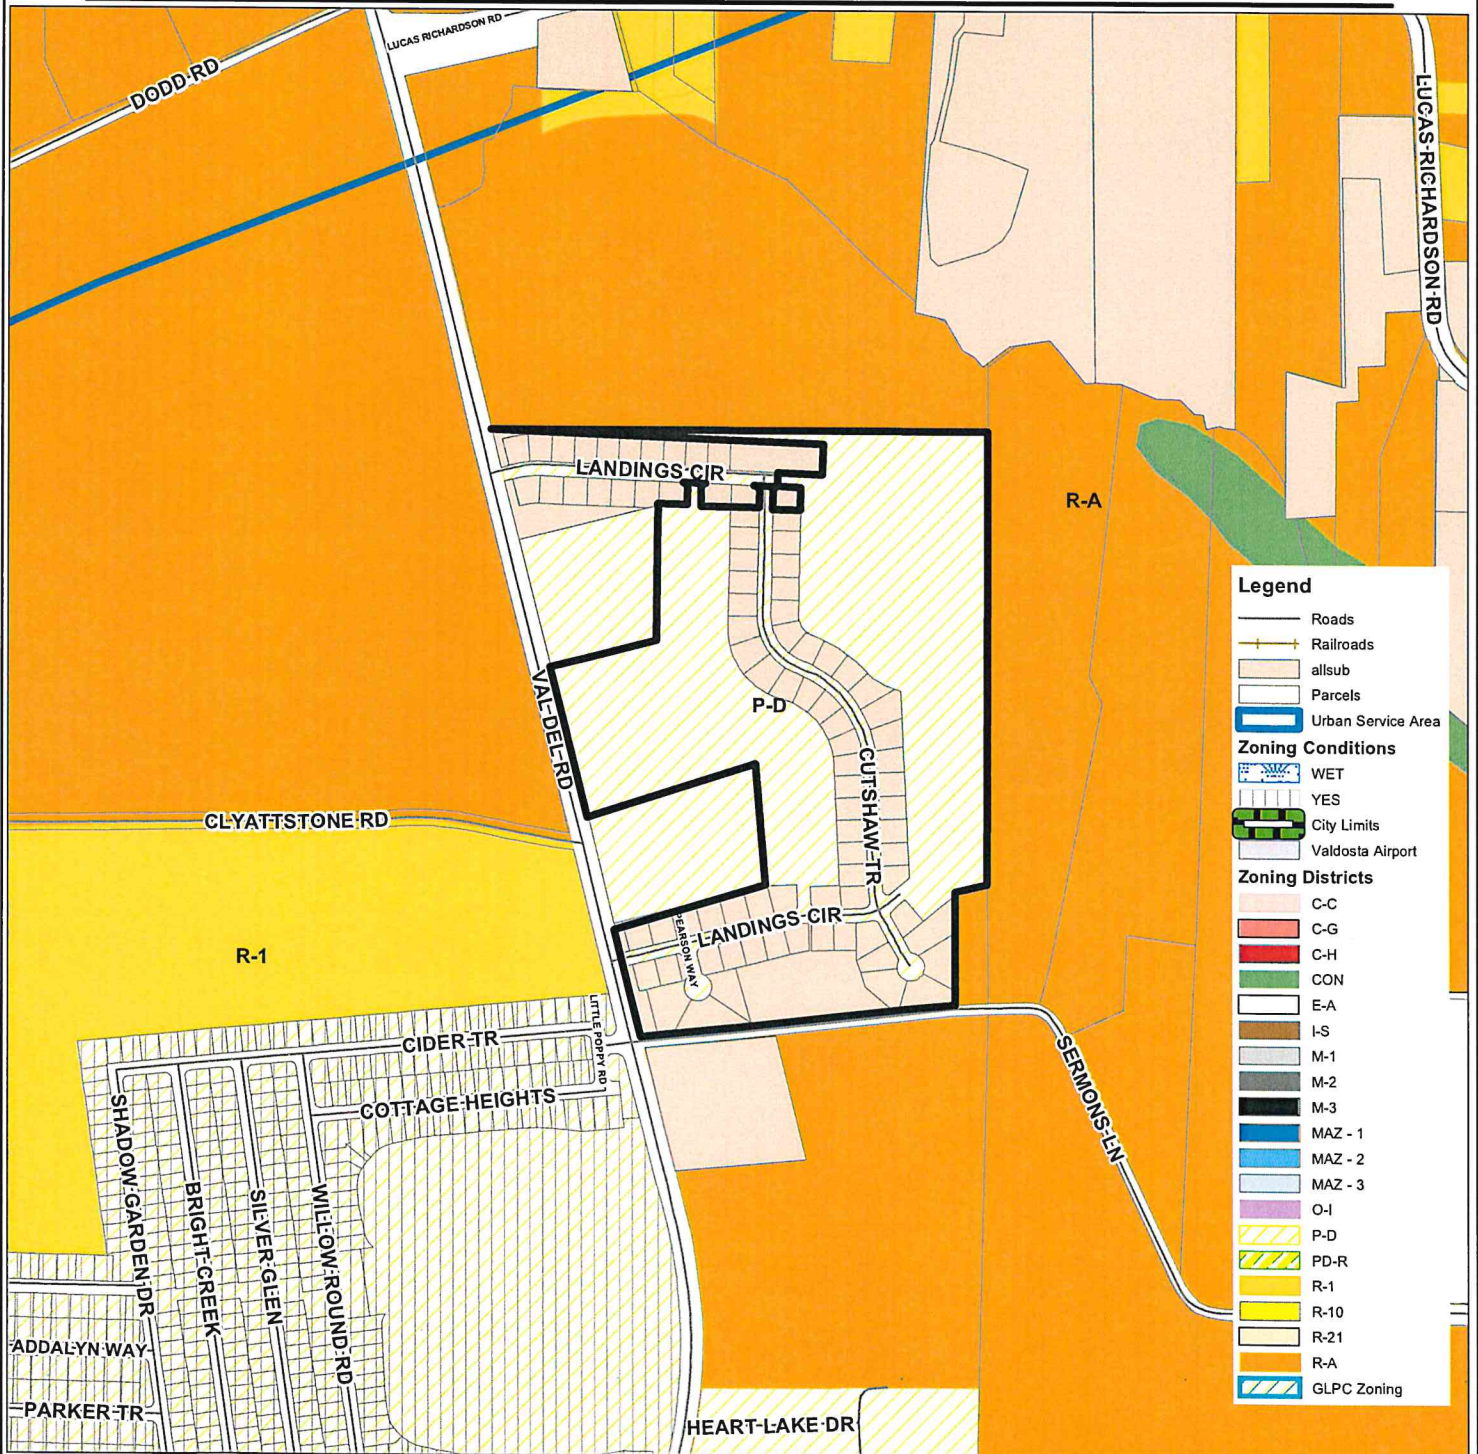 LUCAS RICHARDSON RD
DODD RD
LUCAS-RICHARDSON-RD
LANDINGS-CIR
R-A
VAL-DEL-RD
P-D
CUTSHAW-TR
CLYATTSTONE RD
LANDINGS-CIR
PEARSON WAY
R-1
LITTLE POPPY RD
CIDER-TR
COTTAGE-HEIGHTS
SERMONS-LN
SHADOW-GARDEN-DR
BRIGHT-CREEK
SILVER-GLEN
WILLOW-ROUND-RD
ADDALYN WAY
PARKER TR
HEART-LAKE-DR
Legend
Roads
Railroads
allsub
Parcels
Urban Service Area
Zoning Conditions
WET
YES
City Limits
Valdosta Airport
Zoning Districts
C-C
C-G
C-H
CON
E-A
I-S
M-1
M-2
M-3
MAZ - 1
MAZ - 2
MAZ - 3
O-I
P-D
PD-R
R-1
R-10
R-21
R-A
GLPC Zoning